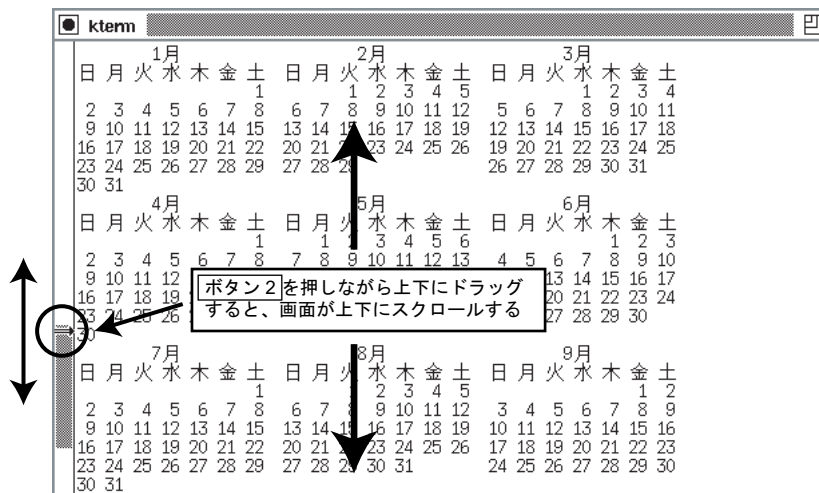 kterm
1月 2月 3月
日 月 火 水 木 金 土 日 月 火 水 木 金 土 日 月 火 水 木 金 土
1 1 2 3 4 5 1 2 3 4
2 3 4 5 6 7 8 6 7 8 9 10 11 12 5 6 7 8 9 10 11
9 10 11 12 13 14 15 13 14 15 16 17 18 19 12 13 14 15 16 17 18
16 17 18 19 20 21 22 20 21 22 23 24 25 26 19 20 21 22 23 24 25
23 24 25 26 27 28 29 27 28 29 26 27 28 29 30 31
30 31
4月 5月 6月
日 月 火 水 木 金 土 日 月 火 水 木 金 土 日 月 火 水 木 金 土
1 1 2 3 4 5 6 1 2 3
2 3 4 5 6 7 8 7 8 9 10 11 12 13 4 5 6 7 8 9 10
9 10 11 12 13 14 15 16 17
16 17 18 19 20 21 22 23 24
23 24 25 26 27 28 29 30
30
ボタン2を押しながら上下にドラッグ
すると、画面が上下にスクロールする
7月 8月 9月
日 月 火 水 木 金 土 日 月 火 水 木 金 土 日 月 火 水 木 金 土
1 1 2 3 4 5 1 2
2 3 4 5 6 7 8 6 7 8 9 10 11 12 3 4 5 6 7 8 9
9 10 11 12 13 14 15 13 14 15 16 17 18 19 10 11 12 13 14 15 16
16 17 18 19 20 21 22 20 21 22 23 24 25 26 17 18 19 20 21 22 23
23 24 25 26 27 28 29 27 28 29 30 31 24 25 26 27 28 29 30
30 31